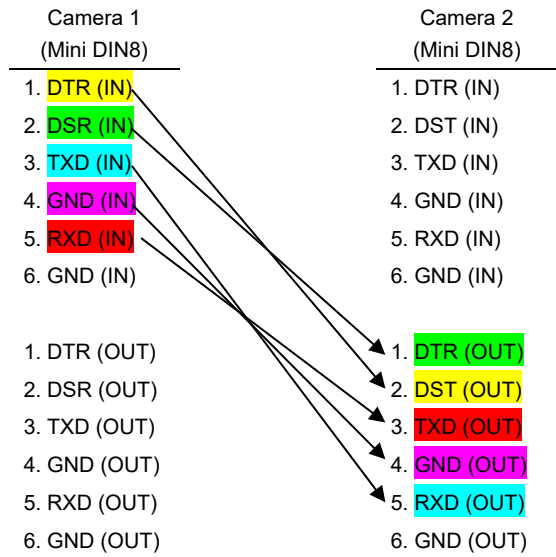 Camera 1
(Mini DIN8)
1. DTR (IN)
2. DSR (IN)
3. TXD (IN)
4. GND (IN)
5. RXD (IN)
6. GND (IN)
1. DTR (OUT)
2. DSR (OUT)
3. TXD (OUT)
4. GND (OUT)
5. RXD (OUT)
6. GND (OUT)
Camera 2
(Mini DIN8)
1. DTR (IN)
2. DST (IN)
3. TXD (IN)
4. GND (IN)
5. RXD (IN)
6. GND (IN)
1. DTR (OUT)
2. DST (OUT)
3. TXD (OUT)
4. GND (OUT)
5. RXD (OUT)
6. GND (OUT)